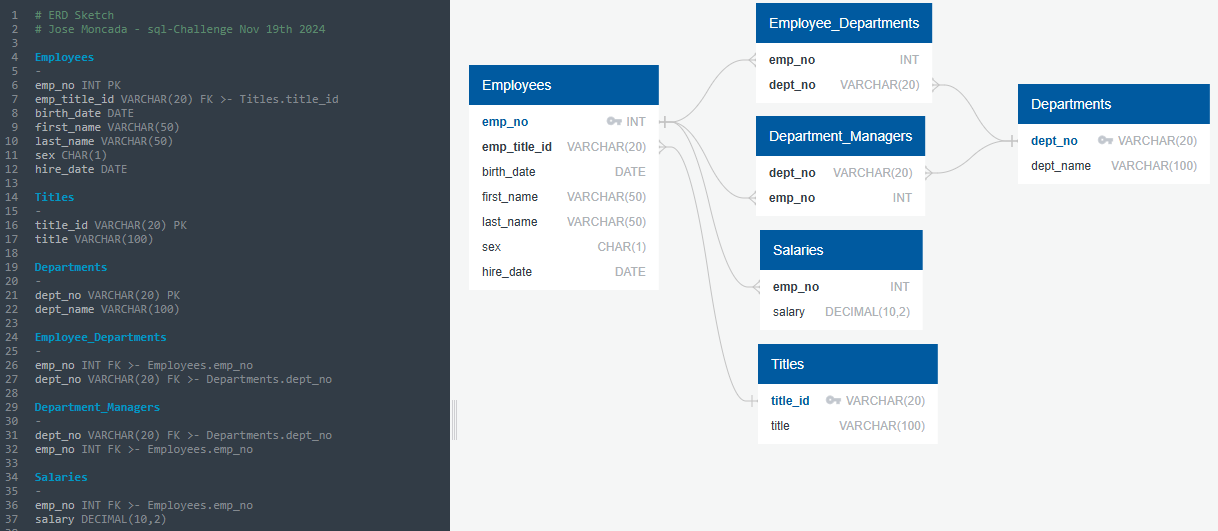 1 # ERD Sketch
2 # Jose Moncada - sql-Challenge Nov 19th 2024
3
4 Employees
5 -
6 emp_no INT PK
7 emp_title_id VARCHAR(20) FK >- Titles.title_id
8 birth_date DATE
9 first_name VARCHAR(50)
10 last_name VARCHAR(50)
11 sex CHAR(1)
12 hire_date DATE
13
14 Titles
15 -
16 title_id VARCHAR(20) PK
17 title VARCHAR(100)
18
19 Departments
20 -
21 dept_no VARCHAR(20) PK
22 dept_name VARCHAR(100)
23
24 Employee_Departments
25 -
26 emp_no INT FK >- Employees.emp_no
27 dept_no VARCHAR(20) FK >- Departments.dept_no
28
29 Department_Managers
30 -
31 dept_no VARCHAR(20) FK >- Departments.dept_no
32 emp_no INT FK >- Employees.emp_no
33
34 Salaries
35 -
36 emp_no INT FK >- Employees.emp_no
37 salary DECIMAL(10,2)
Employees
emp_no INT
emp_title_id VARCHAR(20)
birth_date DATE
first_name VARCHAR(50)
last_name VARCHAR(50)
sex CHAR(1)
hire_date DATE
Employee_Departments
emp_no INT
dept_no VARCHAR(20)
Department_Managers
dept_no VARCHAR(20)
emp_no INT
Salaries
emp_no INT
salary DECIMAL(10,2)
Titles
title_id VARCHAR(20)
title VARCHAR(100)
Departments
dept_no VARCHAR(20)
dept_name VARCHAR(100)